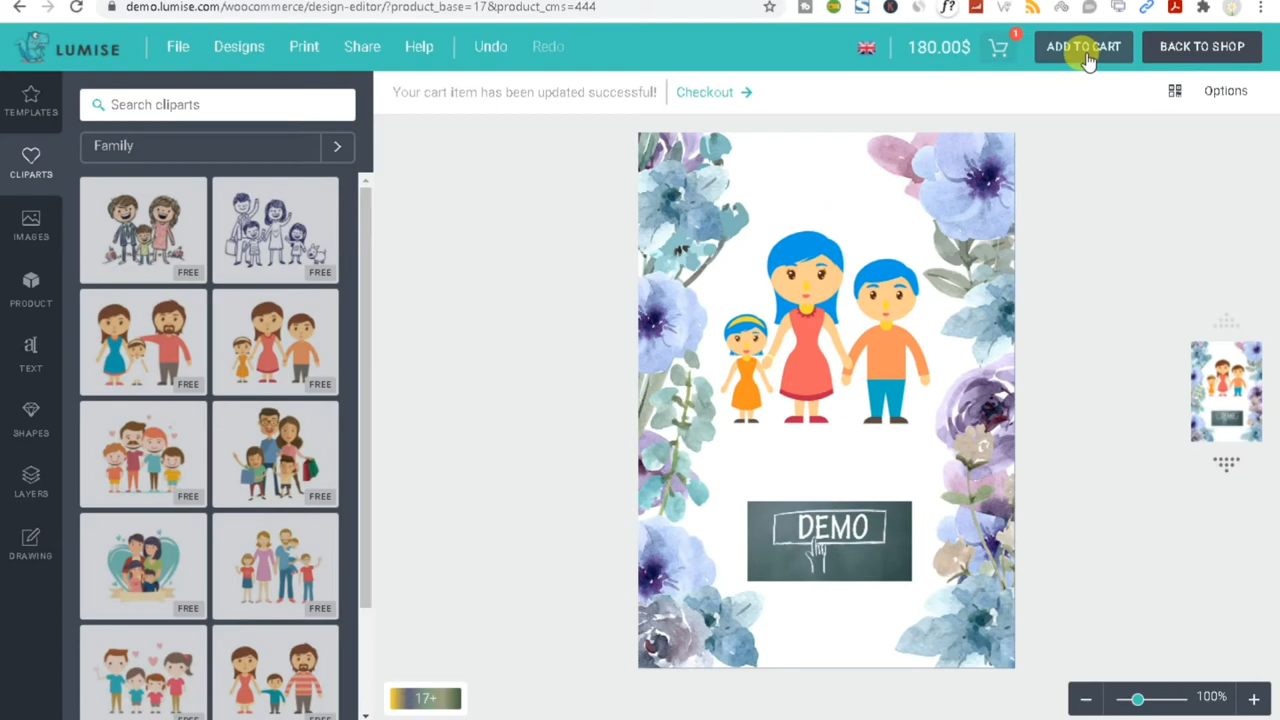 demo.lumise.com/woocommerce/design-editor/?product_base=17&product_cms=444
LUMISE
File
Designs
Print
Share
Help
Undo
Redo
180.00$
1
ADD TO CART
BACK TO SHOP
TEMPLATES
CLIPARTS
IMAGES
PRODUCT
TEXT
SHAPES
LAYERS
DRAWING
Search cliparts
Family
FREE
FREE
FREE
FREE
FREE
FREE
FREE
FREE
FREE
FREE
Your cart item has been updated successful!
Checkout
Options
DEMO
DEMO
17+
100%